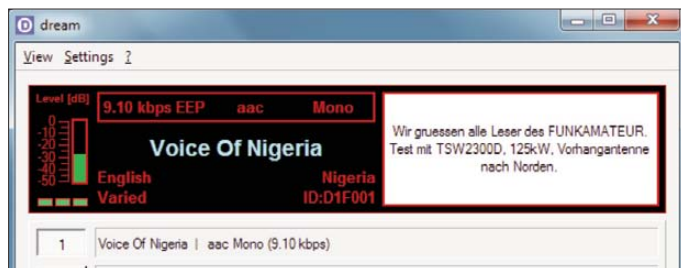 dream
View Settings ?
Level [dB]
0
-10
-20
-30
-40
-50
9.10 kbps EEP aac Mono
Voice Of Nigeria
English Nigeria
Varied ID:D1F001
Wir gruessen alle Leser des FUNKAMATEUR.
Test mit TSW2300D, 125kW, Vorhangantenne
nach Norden.
1 Voice Of Nigeria | aac Mono (9.10 kbps)